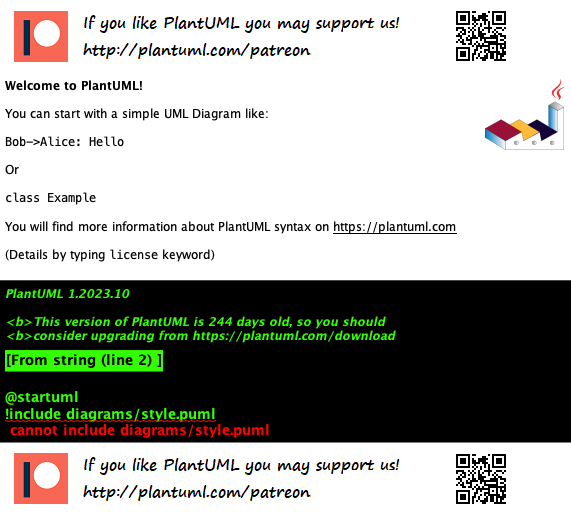 If you like PlantUML you may support us!
http://plantuml.com/patreon
Welcome to PlantUML!
You can start with a simple UML Diagram like:
Bob->Alice: Hello
Or
class Example
You will find more information about PlantUML syntax on https://plantuml.com
(Details by typing license keyword)
PlantUML 1.2023.10
<b>This version of PlantUML is 244 days old, so you should
<b>consider upgrading from https://plantuml.com/download
[From string (line 2) ]
@startuml
!include diagrams/style.puml
cannot include diagrams/style.puml
If you like PlantUML you may support us!
http://plantuml.com/patreon